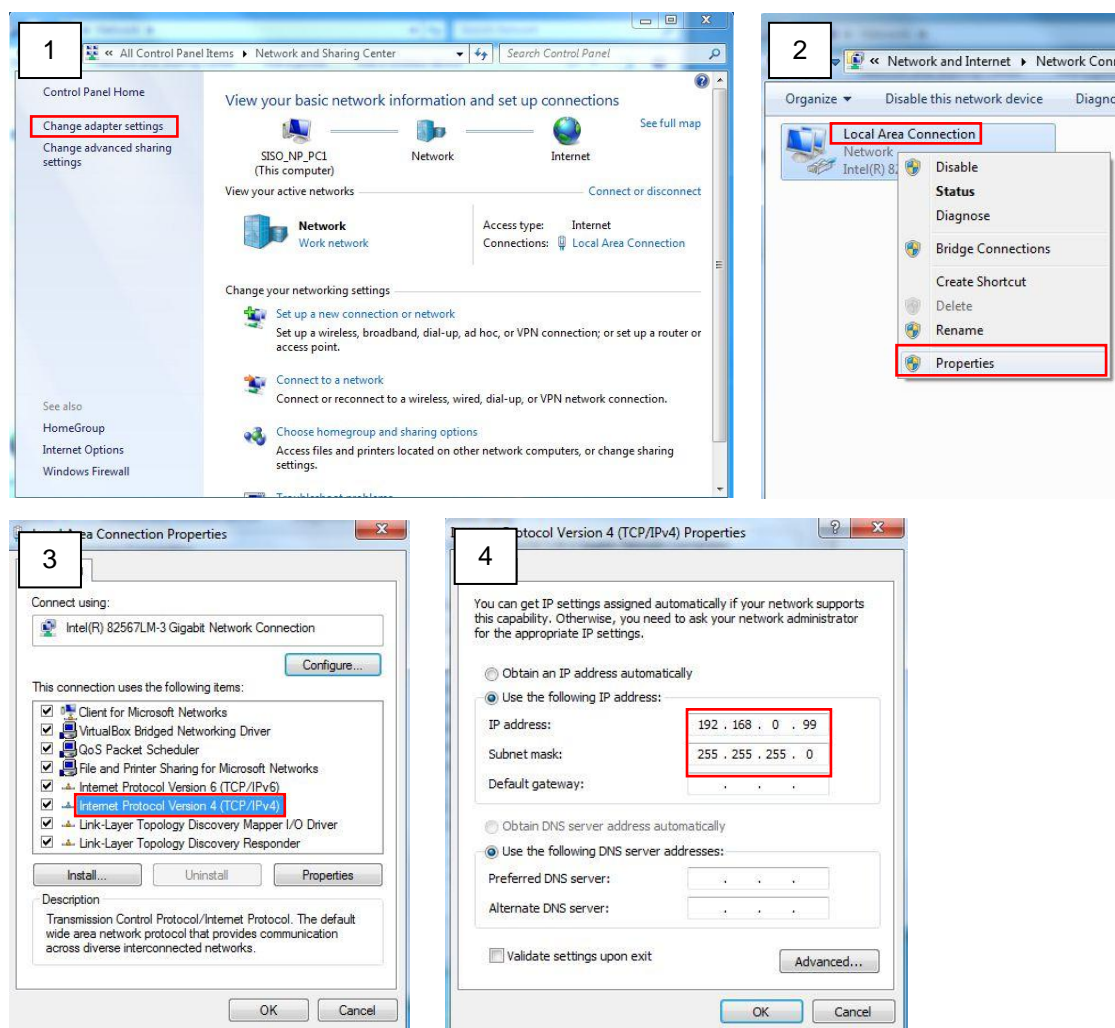 1
« All Control Panel Items ▸ Network and Sharing Center
Search Control Panel
Control Panel Home
Change adapter settings
Change advanced sharing
settings
See also
HomeGroup
Internet Options
Windows Firewall
View your basic network information and set up connections
See full map
SISO_NP_PC1
(This computer)
Network
Internet
View your active networks
Connect or disconnect
Network
Work network
Access type: Internet
Connections: Local Area Connection
Change your networking settings
Set up a new connection or network
Set up a wireless, broadband, dial-up, ad hoc, or VPN connection; or set up a router or
access point.
Connect to a network
Connect or reconnect to a wireless, wired, dial-up, or VPN network connection.
Choose homegroup and sharing options
Access files and printers located on other network computers, or change sharing
settings.
Troubleshoot problems
2
« Network and Internet ▸ Network Conn
Organize Disable this network device Diagno
Local Area Connection
Network
Intel(R) 82
Disable
Status
Diagnose
Bridge Connections
Create Shortcut
Delete
Rename
Properties
3
ea Connection Properties
Connect using:
Intel(R) 82567LM-3 Gigabit Network Connection
Configure...
This connection uses the following items:
Client for Microsoft Networks
VirtualBox Bridged Networking Driver
QoS Packet Scheduler
File and Printer Sharing for Microsoft Networks
Internet Protocol Version 6 (TCP/IPv6)
Internet Protocol Version 4 (TCP/IPv4)
Link-Layer Topology Discovery Mapper I/O Driver
Link-Layer Topology Discovery Responder
Install... Uninstall Properties
Description
Transmission Control Protocol/Internet Protocol. The default
wide area network protocol that provides communication
across diverse interconnected networks.
OK Cancel
4
otocol Version 4 (TCP/IPv4) Properties
You can get IP settings assigned automatically if your network supports
this capability. Otherwise, you need to ask your network administrator
for the appropriate IP settings.
Obtain an IP address automatically
Use the following IP address:
IP address: 192 . 168 . 0 . 99
Subnet mask: 255 . 255 . 255 . 0
Default gateway: . . .
Obtain DNS server address automatically
Use the following DNS server addresses:
Preferred DNS server: . . .
Alternate DNS server: . . .
Validate settings upon exit
Advanced...
OK Cancel